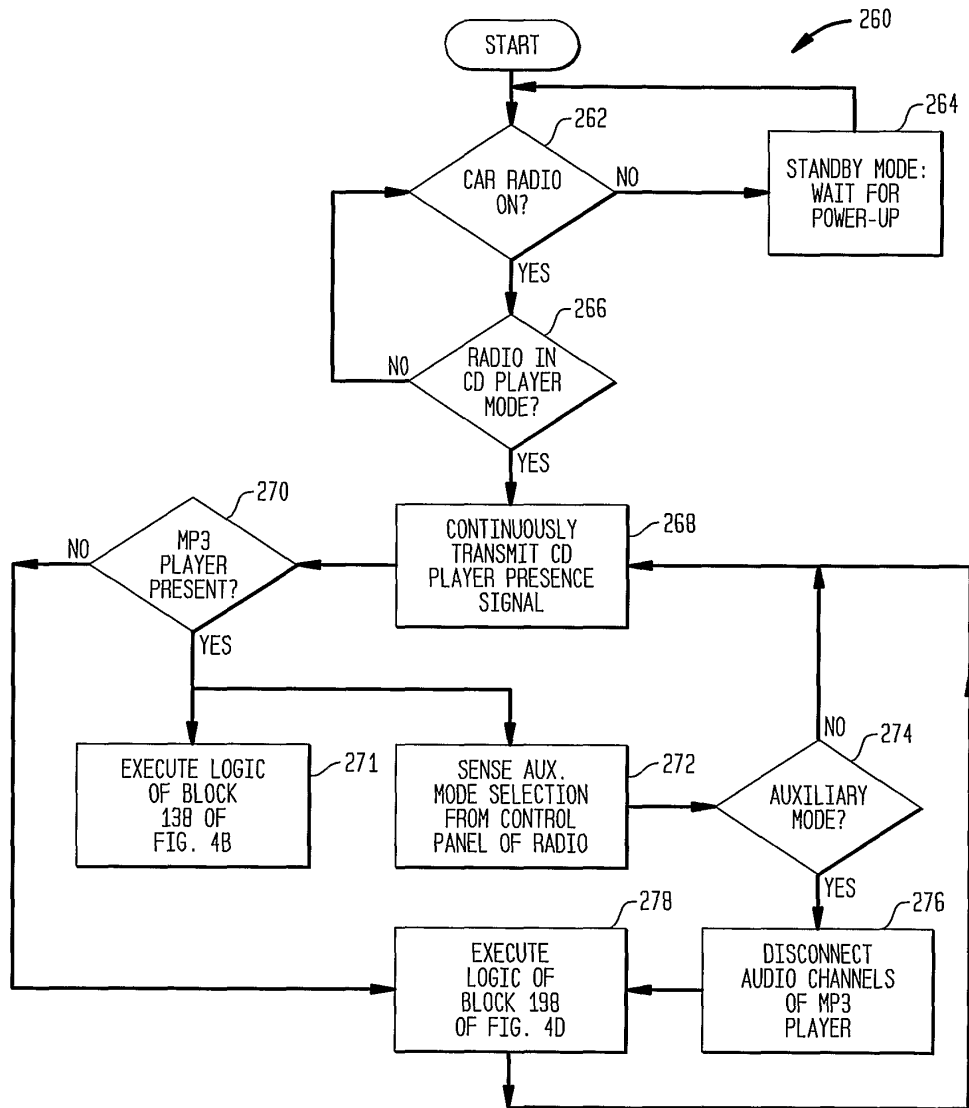 260
START
262
264
CAR RADIO
ON?
NO
STANDBY MODE:
WAIT FOR
POWER-UP
YES
266
NO
RADIO IN
CD PLAYER
MODE?
YES
270
268
NO
MP3
PLAYER
PRESENT?
CONTINUOUSLY
TRANSMIT CD
PLAYER PRESENCE
SIGNAL
YES
NO
271
272
274
EXECUTE LOGIC
OF BLOCK
138 OF
FIG. 4B
SENSE AUX.
MODE SELECTION
FROM CONTROL
PANEL OF RADIO
AUXILIARY
MODE?
YES
278
276
EXECUTE
LOGIC OF
BLOCK 198
OF FIG. 4D
DISCONNECT
AUDIO CHANNELS
OF MP3
PLAYER